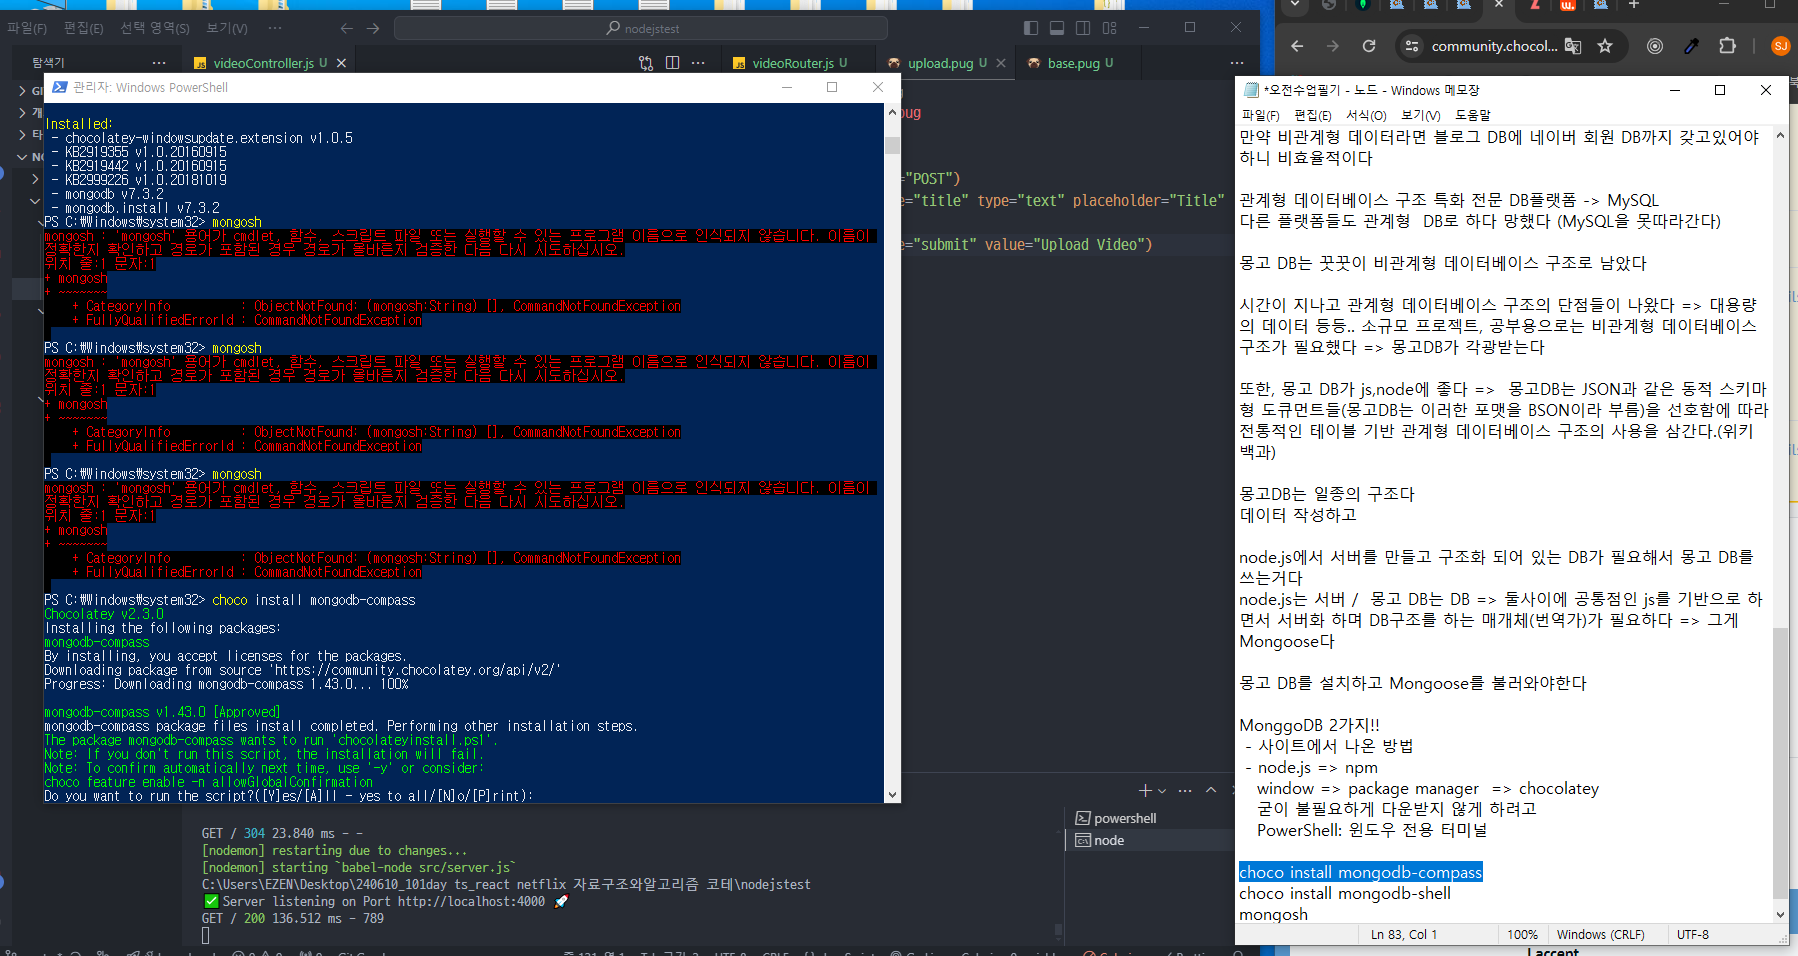 파일(F) 편집(E) 선택 영역(S) 보기(V) ··· nodejstest
탐색기 ···
videoController.js U
videoRouter.js U
upload.pug U
base.pug U
community.chocol...
SJ
관리자: Windows PowerShell
Installed:
- chocolatey-windowsupdate.extension v1.0.5
- KB2919355 v1.0.20160915
- KB2919442 v1.0.20160915
- KB2999226 v1.0.20181019
- mongodb v7.3.2
- mongodb.install v7.3.2
PS C:₩Windows₩system32> mongosh
mongosh : 'mongosh' 용어가 cmdlet, 함수, 스크립트 파일 또는 실행할 수 있는 프로그램 이름으로 인식되지 않습니다. 이름이
정확한지 확인하고 경로가 포함된 경우 경로가 올바른지 검증한 다음 다시 시도하십시오.
위치 줄:1 문자:1
+ mongosh
+ ~~~~~~~
+ CategoryInfo : ObjectNotFound: (mongosh:String) [], CommandNotFoundException
+ FullyQualifiedErrorId : CommandNotFoundException
PS C:₩Windows₩system32> mongosh
mongosh : 'mongosh' 용어가 cmdlet, 함수, 스크립트 파일 또는 실행할 수 있는 프로그램 이름으로 인식되지 않습니다. 이름이
정확한지 확인하고 경로가 포함된 경우 경로가 올바른지 검증한 다음 다시 시도하십시오.
위치 줄:1 문자:1
+ mongosh
+ ~~~~~~~
+ CategoryInfo : ObjectNotFound: (mongosh:String) [], CommandNotFoundException
+ FullyQualifiedErrorId : CommandNotFoundException
PS C:₩Windows₩system32> mongosh
mongosh : 'mongosh' 용어가 cmdlet, 함수, 스크립트 파일 또는 실행할 수 있는 프로그램 이름으로 인식되지 않습니다. 이름이
정확한지 확인하고 경로가 포함된 경우 경로가 올바른지 검증한 다음 다시 시도하십시오.
위치 줄:1 문자:1
+ mongosh
+ ~~~~~~~
+ CategoryInfo : ObjectNotFound: (mongosh:String) [], CommandNotFoundException
+ FullyQualifiedErrorId : CommandNotFoundException
PS C:₩Windows₩system32> choco install mongodb-compass
Chocolatey v2.3.0
Installing the following packages:
mongodb-compass
By installing, you accept licenses for the packages.
Downloading package from source 'https://community.chocolatey.org/api/v2/'
Progress: Downloading mongodb-compass 1.43.0... 100%
mongodb-compass v1.43.0 [Approved]
mongodb-compass package files install completed. Performing other installation steps.
The package mongodb-compass wants to run 'chocolateyinstall.ps1'.
Note: If you don't run this script, the installation will fail.
Note: To confirm automatically next time, use '-y' or consider:
choco feature enable -n allowGlobalConfirmation
Do you want to run the script?([Y]es/[A]ll - yes to all/[N]o/[P]rint):
pug
="POST")
e="title" type="text" placeholder="Title"
e="submit" value="Upload Video")
powershell
node
GET / 304 23.840 ms - -
[nodemon] restarting due to changes...
[nodemon] starting `babel-node src/server.js`
C:\Users\EZEN\Desktop\240610_101day ts_react netflix 자료구조와알고리즘 코테\nodejstest
✅ Server listening on Port http://localhost:4000 🚀
GET / 200 136.512 ms - 789
*오전수업필기 - 노드 - Windows 메모장
파일(F) 편집(E) 서식(O) 보기(V) 도움말
만약 비관계형 데이터라면 블로그 DB에 네이버 회원 DB까지 갖고있어야
하니 비효율적이다
관계형 데이터베이스 구조 특화 전문 DB플랫폼 -> MySQL
다른 플랫폼들도 관계형 DB로 하다 망했다 (MySQL을 못따라간다)
몽고 DB는 꿋꿋이 비관계형 데이터베이스 구조로 남았다
시간이 지나고 관계형 데이터베이스 구조의 단점들이 나왔다 => 대용량
의 데이터 등등.. 소규모 프로젝트, 공부용으로는 비관계형 데이터베이스
구조가 필요했다 => 몽고DB가 각광받는다
또한, 몽고 DB가 js,node에 좋다 => 몽고DB는 JSON과 같은 동적 스키마
형 도큐먼트들(몽고DB는 이러한 포맷을 BSON이라 부름)을 선호함에 따라
전통적인 테이블 기반 관계형 데이터베이스 구조의 사용을 삼간다.(위키
백과)
몽고DB는 일종의 구조다
데이터 작성하고
node.js에서 서버를 만들고 구조화 되어 있는 DB가 필요해서 몽고 DB를
쓰는거다
node.js는 서버 / 몽고 DB는 DB => 둘사이에 공통점인 js를 기반으로 하
면서 서버화 하며 DB구조를 하는 매개체(번역가)가 필요하다 => 그게
Mongoose다
몽고 DB를 설치하고 Mongoose를 불러와야한다
MonggoDB 2가지!!
- 사이트에서 나온 방법
- node.js => npm
window => package manager => chocolatey
굳이 불필요하게 다운받지 않게 하려고
PowerShell: 윈도우 전용 터미널
choco install mongodb-compass
choco install mongodb-shell
mongosh
Ln 83, Col 1 100% Windows (CRLF) UTF-8